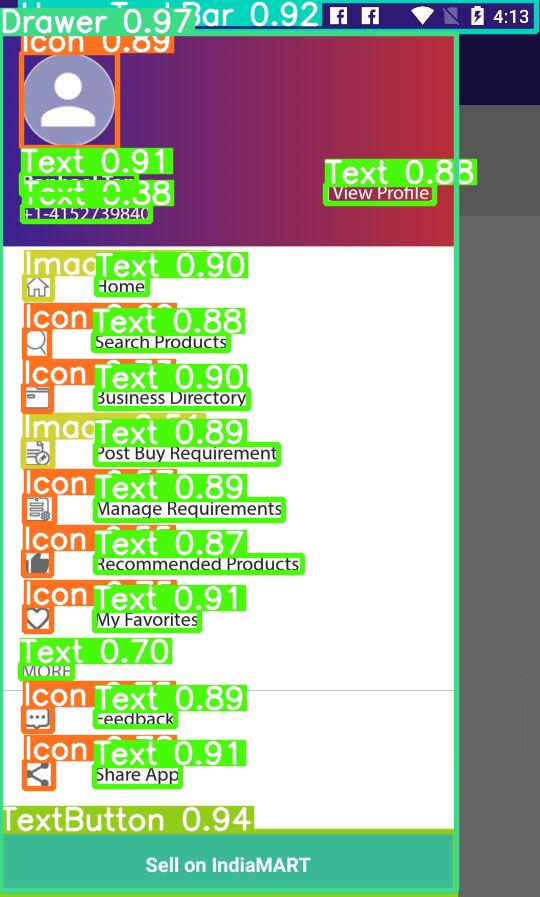 Bar 0.92
4:13
Drawer 0.97
Icon 0.89
Text 0.91
Text 0.88
Text 0.88
+1-4152739840
View Profile
Text 0.90
Home
Icon
Text 0.88
Search Products
Icon
Text 0.90
Business Directory
Text 0.89
Post Buy Requirement
Icon
Text 0.89
Manage Requirements
Icon
Text 0.87
Recommended Products
Icon
Text 0.91
My Favorites
Text 0.70
MORE
Icon
Text 0.89
Feedback
Icon
Text 0.91
Share App
TextButton 0.94
Sell on IndiaMART